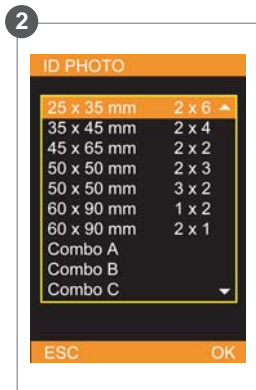 2
ID PHOTO
25 x 35 mm 2 x 6
35 x 45 mm 2 x 4
45 x 65 mm 2 x 2
50 x 50 mm 2 x 3
50 x 50 mm 3 x 2
60 x 90 mm 1 x 2
60 x 90 mm 2 x 1
Combo A
Combo B
Combo C
ESC OK